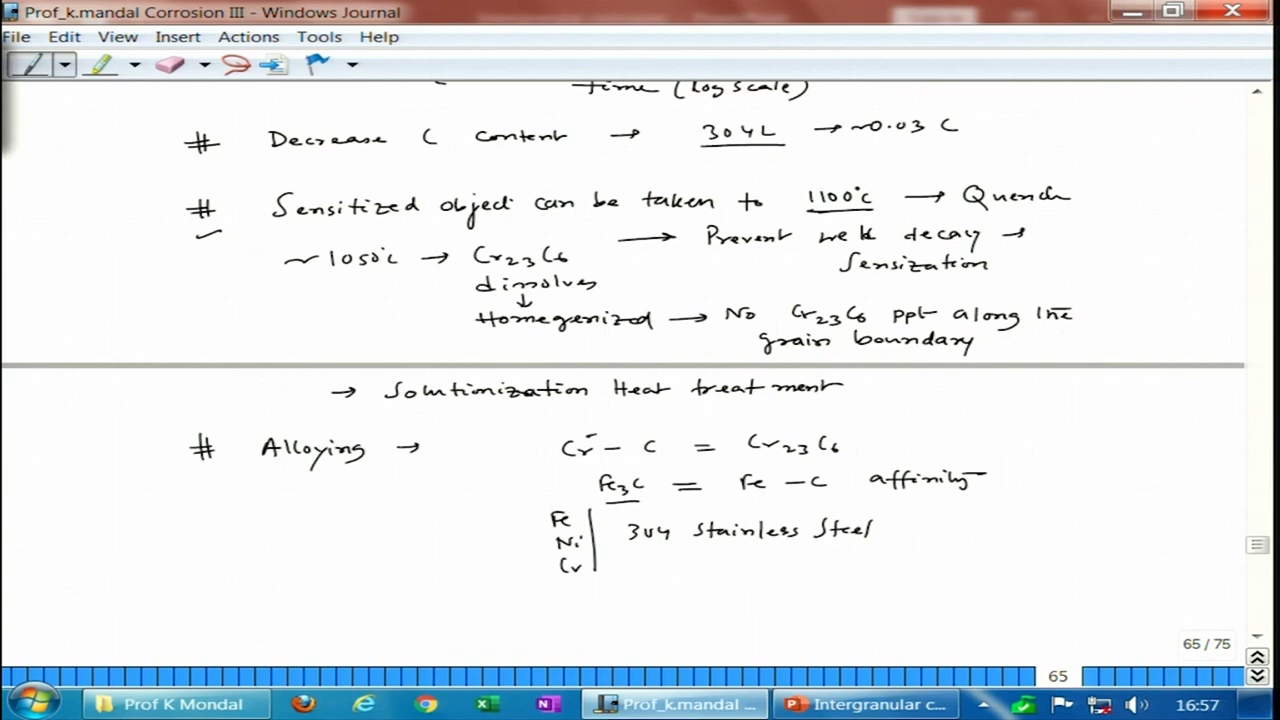 Prof_k.mandal Corrosion III - Windows Journal
File Edit View Insert Actions Tools Help
Time (Log scale)
# Decrease C content → 304L → ~0.03 C
# Sensitized object can be taken to 1100°C → Quench
~ 1050°C → Cr23C6 → Prevent weld decay →
dissolves Sensization
↓
Homogenized → No Cr23C6 ppt along the
grain boundary
→ Solutionization Heat treatment
# Alloying → Cr - C = Cr23C6
Fe3C = Fe - C affinity
Fe
Ni 304 Stainless Steel
Cr
65 / 75
65
Prof K Mondal
Prof_k.mandal ...
Intergranular c...
16:57